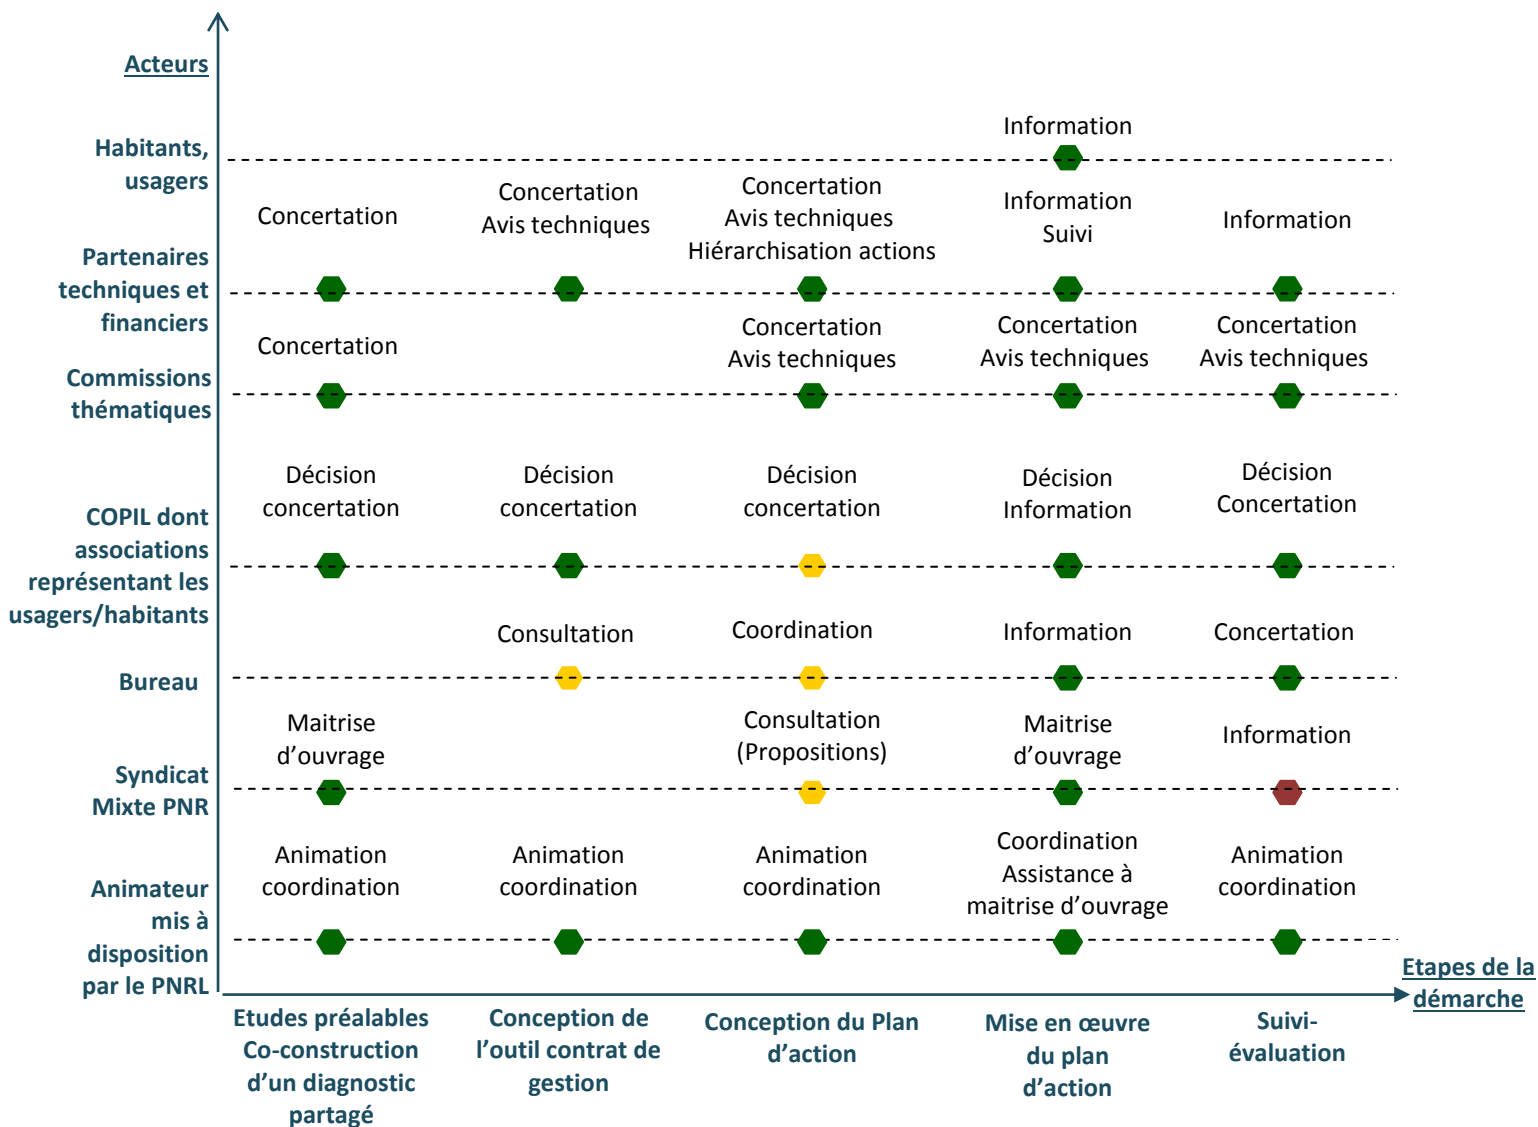 Acteurs
Habitants,
usagers
Information
Concertation
Concertation
Avis techniques
Concertation
Avis techniques
Hiérarchisation actions
Information
Suivi
Information
Partenaires
techniques et
financiers
Concertation
Concertation
Avis techniques
Concertation
Avis techniques
Concertation
Avis techniques
Commissions
thématiques
Décision
concertation
Décision
concertation
Décision
concertation
Décision
Information
Décision
Concertation
COPIL dont
associations
représentant les
usagers/habitants
Consultation
Coordination
Information
Concertation
Bureau
Maitrise
d’ouvrage
Consultation
(Propositions)
Maitrise
d’ouvrage
Information
Syndicat
Mixte PNR
Animation
coordination
Animation
coordination
Animation
coordination
Coordination
Assistance à
maitrise d’ouvrage
Animation
coordination
Animateur
mis à
disposition
par le PNRL
Etapes de la
démarche
Etudes préalables
Co-construction
d’un diagnostic
partagé
Conception de
l’outil contrat de
gestion
Conception du Plan
d’action
Mise en œuvre
du plan
d’action
Suivi-
évaluation